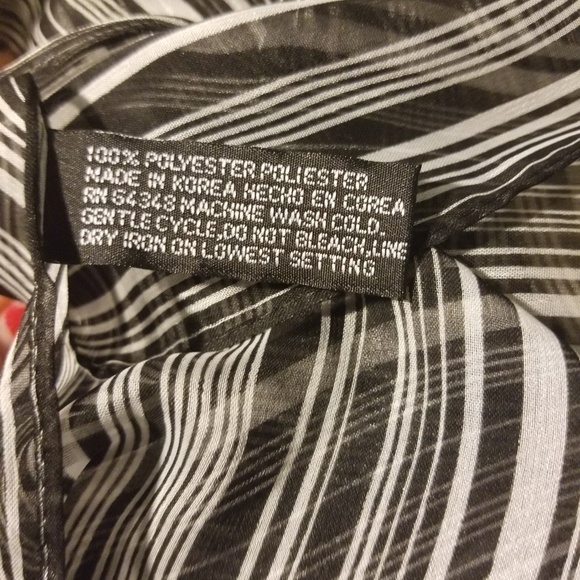 100% POLYESTER POLIESTER
MADE IN KOREA HECHO EN COREA
RN 64343 MACHINE WASH COLD,
GENTLE CYCLE,DO NOT BLEACH,LINE
DRY IRON ON LOWEST SETTING